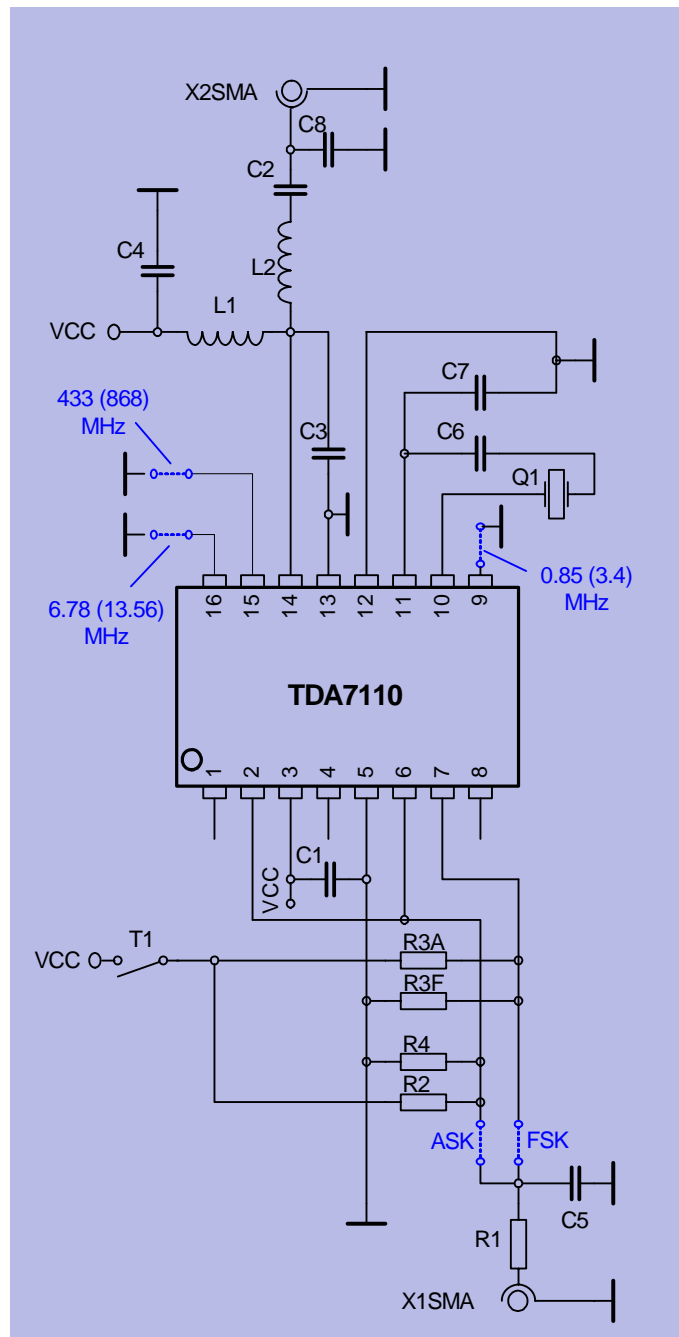 X2SMA
C8
C2
C4
L2
L1
VCC
433 (868)
MHz
C7
C3
C6
Q1
6.78 (13.56)
MHz
0.85 (3.4)
MHz
16 15 14 13 12 11 10 9
TDA7110
1 2 3 4 5 6 7 8
C1
VCC
T1
VCC
R3A
R3F
R4
R2
ASK
FSK
C5
R1
X1SMA